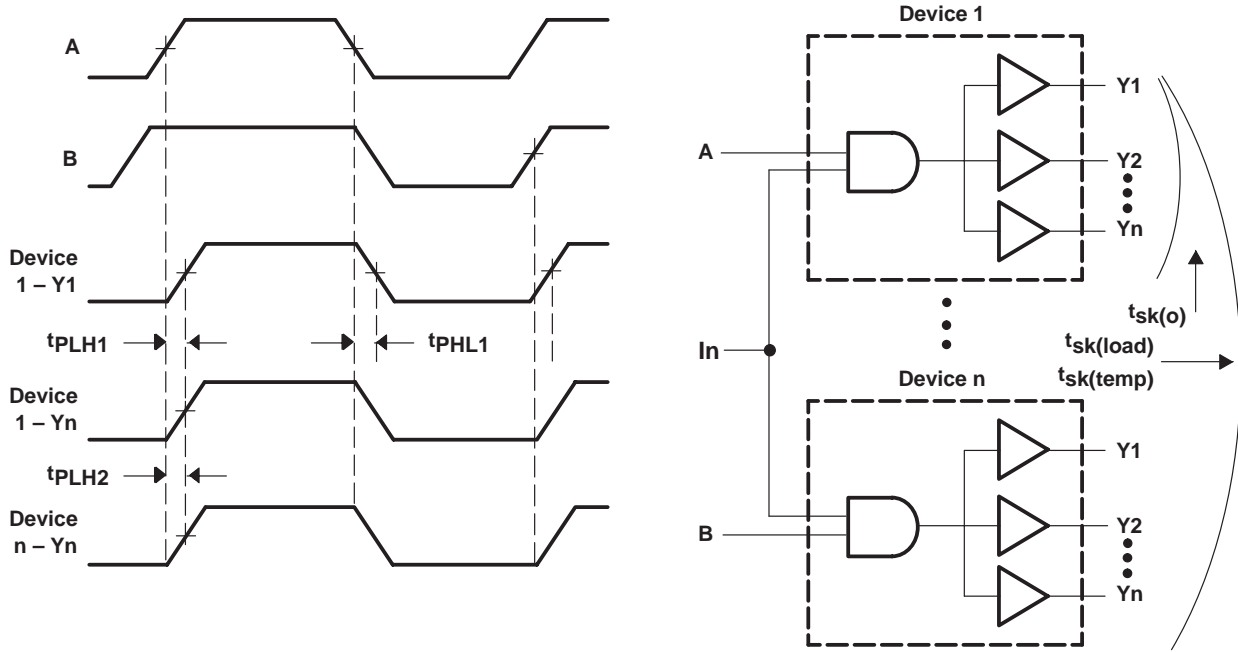 A
B
Device
1 – Y1
tPLH1
tPHL1
Device
1 – Yn
tPLH2
Device
n – Yn
Device 1
A
Y1
Y2
Yn
tsk(o)
In
tsk(load)
tsk(temp)
Device n
B
Y1
Y2
Yn